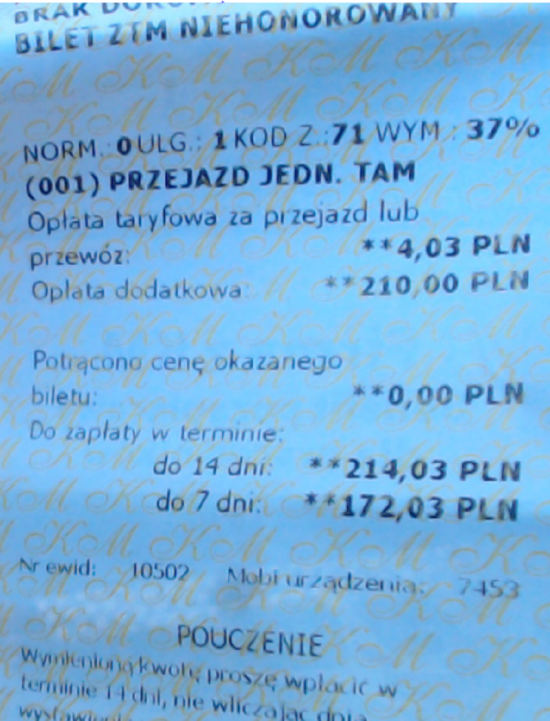 BRAK
BILET ZTM NIEHONOROWANY
NORM.: 0 ULG.: 1 KOD Z.: 71 WYM.: 37%
(001) PRZEJAZD JEDN. TAM
Opłata taryfowa za przejazd lub
przewóz: **4,03 PLN
Opłata dodatkowa: **210,00 PLN
Potrącono cenę okazanego
biletu: **0,00 PLN
Do zapłaty w terminie:
do 14 dni: **214,03 PLN
do 7 dni: **172,03 PLN
Nr ewid: 10502 Mobi urządzenia: 7453
POUCZENIE
Wymienioną kwotę proszę wpłacić w
terminie 14 dni, nie wliczając dnia